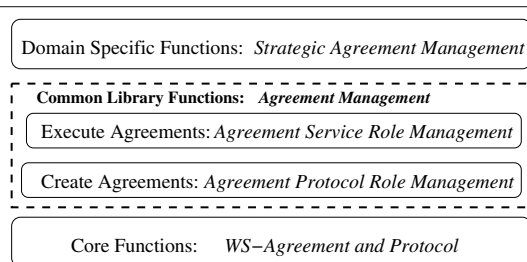 Domain Specific Functions: Strategic Agreement Management
Common Library Functions: Agreement Management
Execute Agreements: Agreement Service Role Management
Create Agreements: Agreement Protocol Role Management
Core Functions: WS−Agreement and Protocol